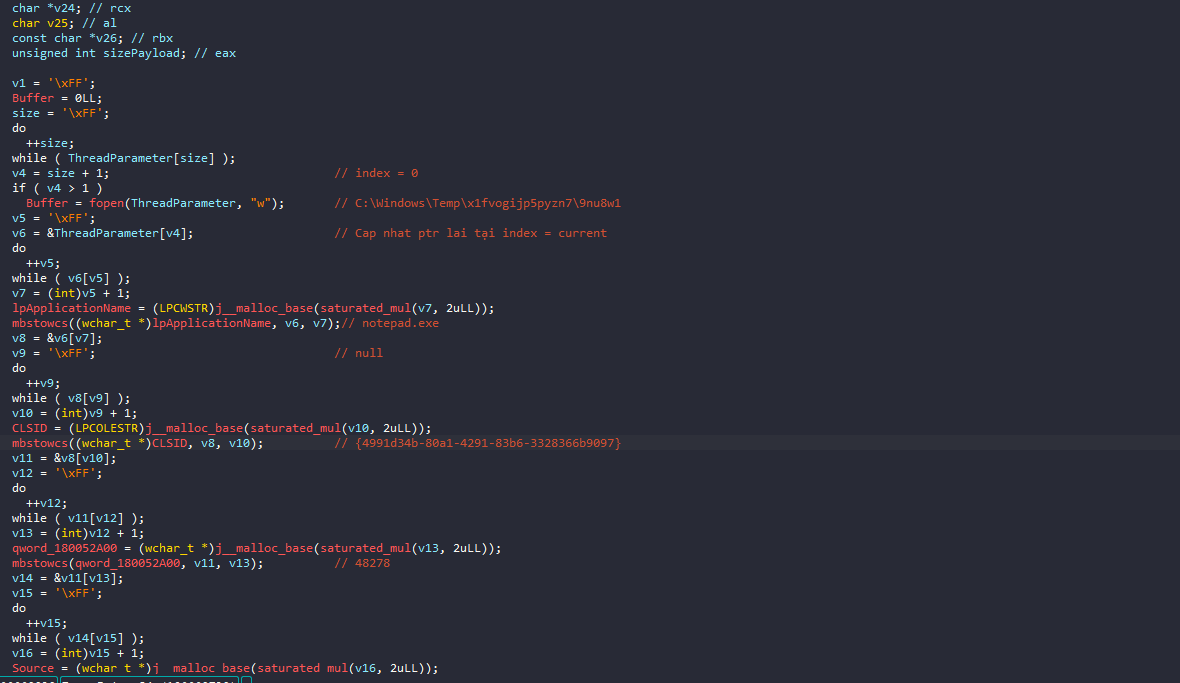 char *v24; // rcx
char v25; // al
const char *v26; // rbx
unsigned int sizePayload; // eax
v1 = '\xFF';
Buffer = 0LL;
size = '\xFF';
do
++size;
while ( ThreadParameter[size] );
v4 = size + 1; // index = 0
if ( v4 > 1 )
Buffer = fopen(ThreadParameter, "w"); // C:\Windows\Temp\x1fvogijp5pyzn7\9nu8w1
v5 = '\xFF';
v6 = &ThreadParameter[v4]; // Cap nhat ptr lai tại index = current
do
++v5;
while ( v6[v5] );
v7 = (int)v5 + 1;
lpApplicationName = (LPCWSTR)j__malloc_base(saturated_mul(v7, 2uLL));
mbstowcs((wchar_t *)lpApplicationName, v6, v7);// notepad.exe
v8 = &v6[v7];
v9 = '\xFF'; // null
do
++v9;
while ( v8[v9] );
v10 = (int)v9 + 1;
CLSID = (LPCOLESTR)j__malloc_base(saturated_mul(v10, 2uLL));
mbstowcs((wchar_t *)CLSID, v8, v10); // {4991d34b-80a1-4291-83b6-3328366b9097}
v11 = &v8[v10];
v12 = '\xFF';
do
++v12;
while ( v11[v12] );
v13 = (int)v12 + 1;
qword_180052A00 = (wchar_t *)j__malloc_base(saturated_mul(v13, 2uLL));
mbstowcs(qword_180052A00, v11, v13); // 48278
v14 = &v11[v13];
v15 = '\xFF';
do
++v15;
while ( v14[v15] );
v16 = (int)v15 + 1;
Source = (wchar_t *)j__malloc_base(saturated_mul(v16, 2uLL));